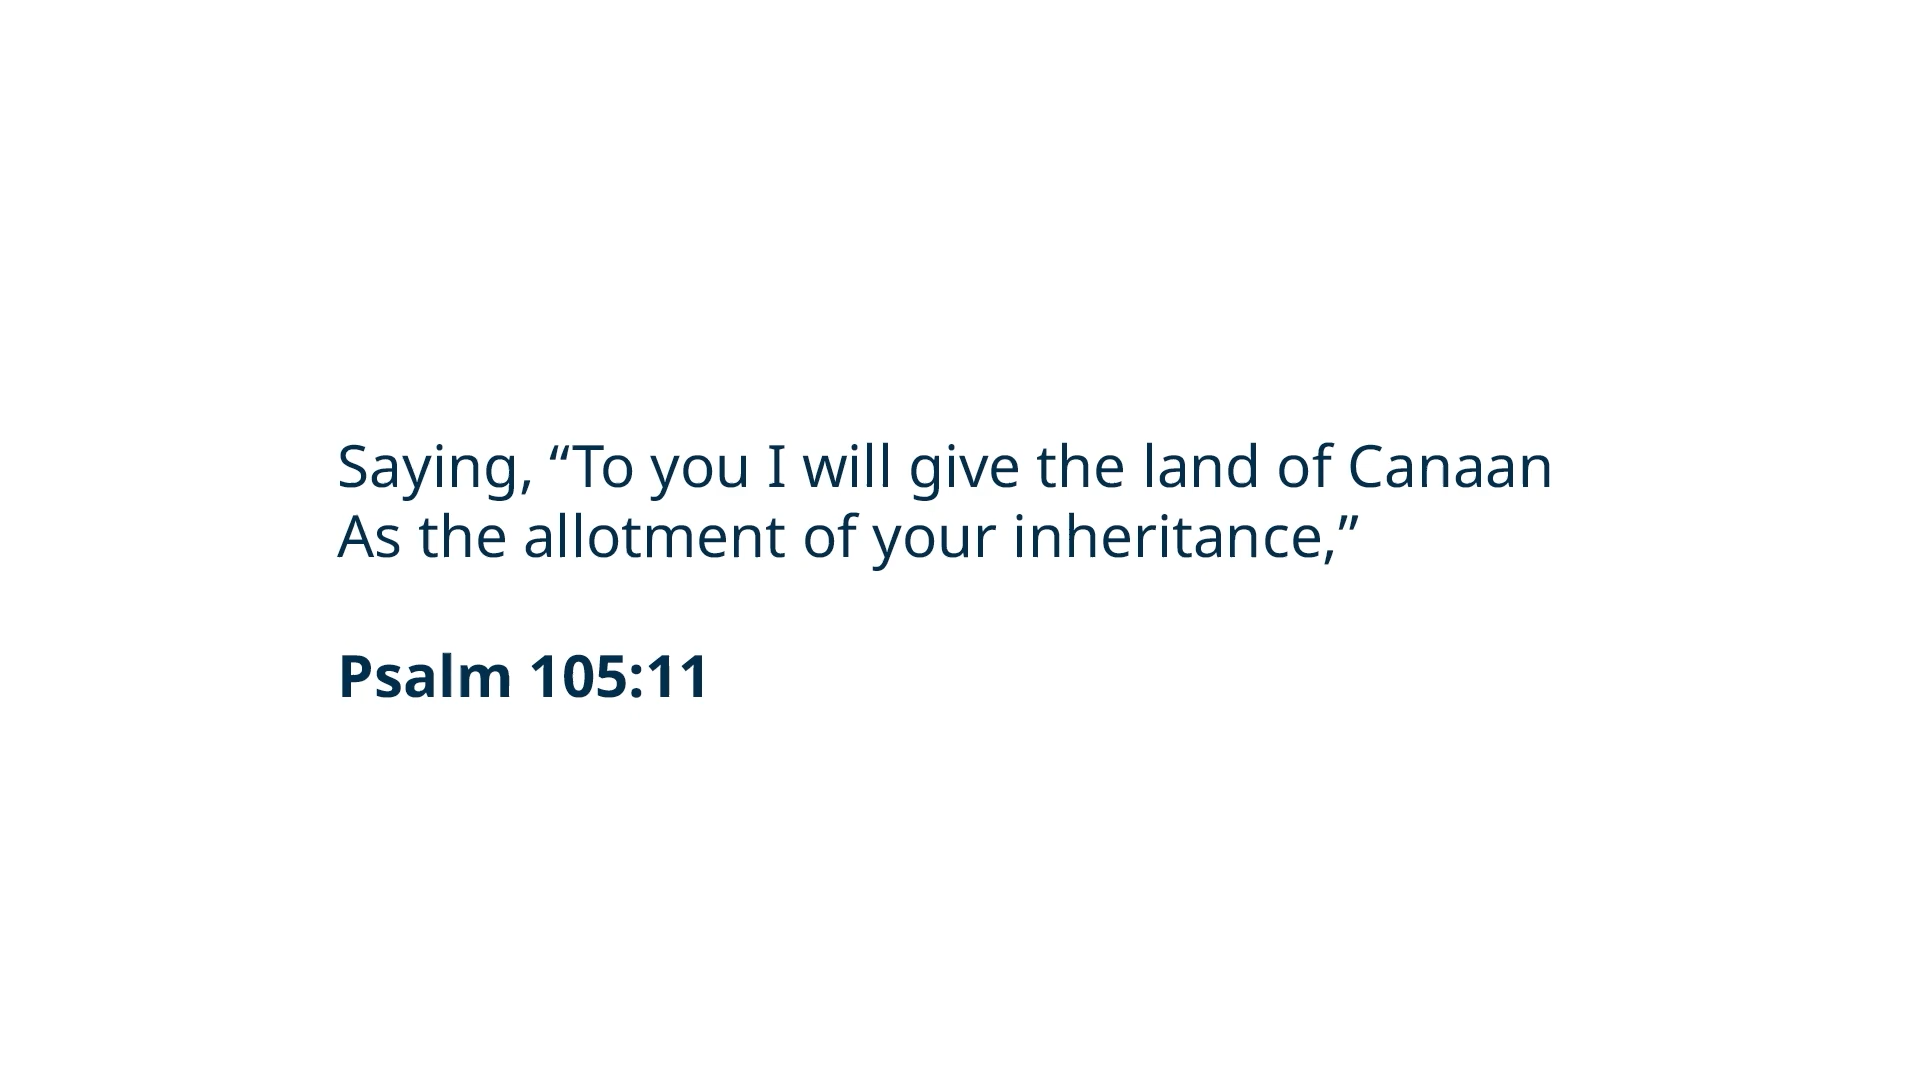 Saying, “To you I will give the land of Canaan
As the allotment of your inheritance,”
Psalm 105:11